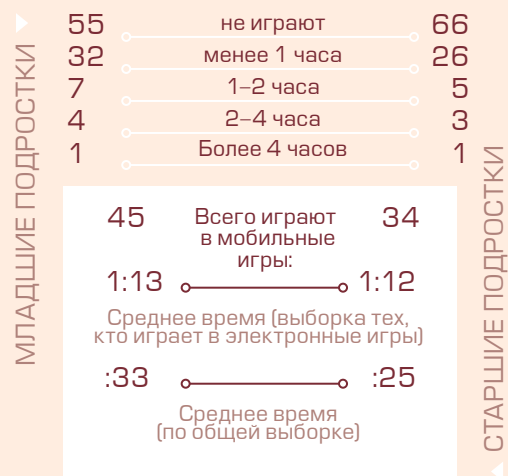 МЛАДШИЕ ПОДРОСТКИ
55 не играют 66
32 менее 1 часа 26
7 1–2 часа 5
4 2–4 часа 3
1 Более 4 часов 1
45 Всего играют 34
в мобильные
игры:
1:13 1:12
Среднее время (выборка тех,
кто играет в электронные игры)
:33 :25
Среднее время
(по общей выборке)
СТАРШИЕ ПОДРОСТКИ